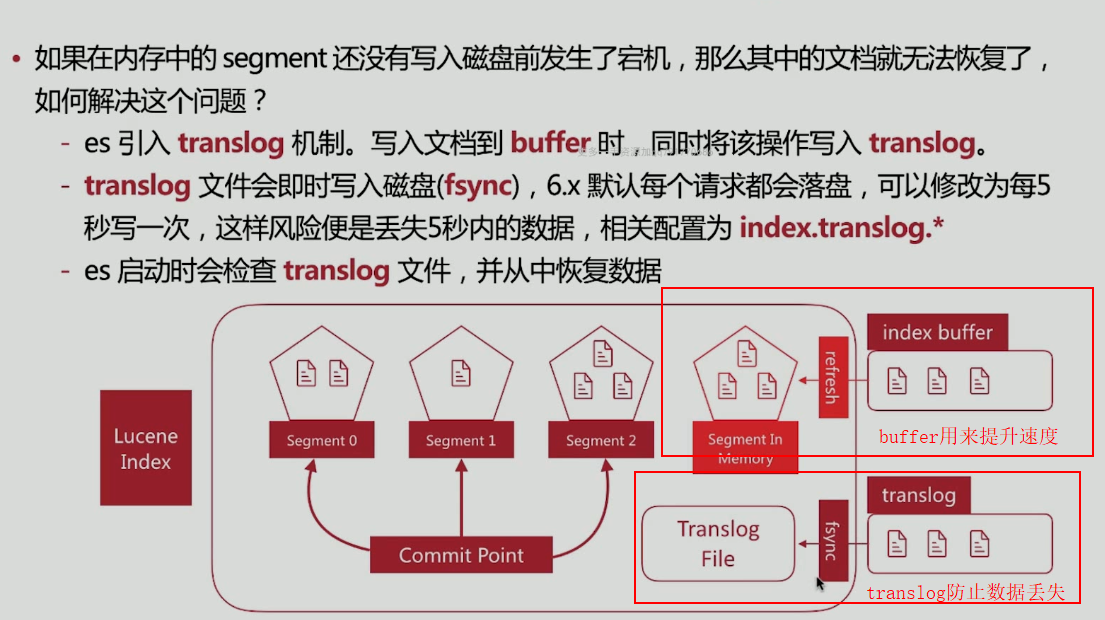 • 如果在内存中的 segment 还没有写入磁盘前发生了宕机，那么其中的文档就无法恢复了，
如何解决这个问题？
- es 引入 translog 机制。写入文档到 buffer 时，同时将该操作写入 translog。
- translog 文件会即时写入磁盘(fsync)，6.x 默认每个请求都会落盘，可以修改为每5
秒写一次，这样风险便是丢失5秒内的数据，相关配置为 index.translog.*
- es 启动时会检查 translog 文件，并从中恢复数据
index buffer
refresh
buffer用来提升速度
Lucene
Index
Segment 0
Segment 1
Segment 2
Segment In
Memory
translog
Translog
File
fsync
Commit Point
translog防止数据丢失